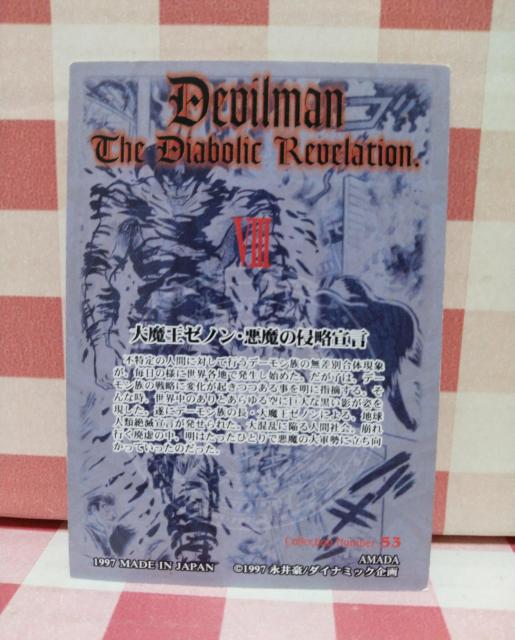 Devilman
The Diabolic Revelation.
VIII
大魔王ゼノン・悪魔の侵略宣言
不特定の人間に対して行うデーモン族の無差別合体現象
が、毎日の様に世界各地で発生し始めた。だが了は、デー
モン族の戦略に変化が起きつつある事を明に指摘する。そ
んな時、世界中のありとあらゆる空に巨大な黒い影が姿を
現した。遂にデーモン族の長・大魔王ゼノンによる、地球
人類絶滅宣言が発せられた。大混乱に陥る人間社会。崩れ
行く廃虚の中、明はたったひとりで悪魔の大軍勢に立ち向
かっていったのだった。
Collection Number 53
AMADA
1997 MADE IN JAPAN ©1997 永井豪/ダイナミック企画